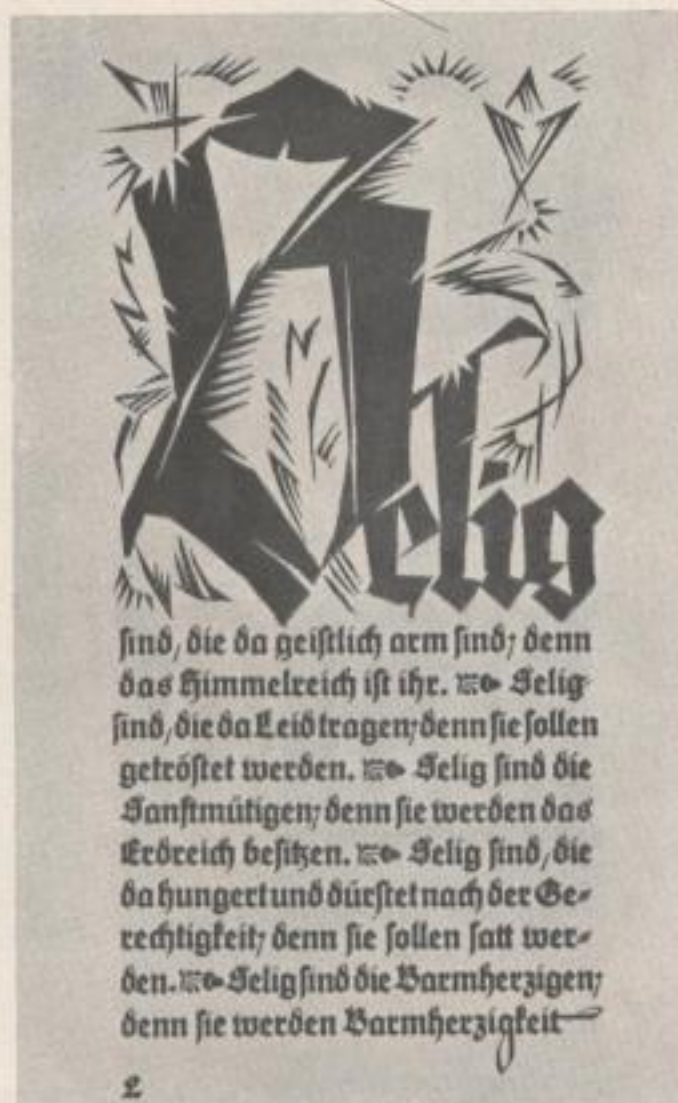 Selig
sind, die da geistlich arm sind; denn
das Himmelreich ist ihr. Selig
sind, die da Leid tragen; denn sie sollen
getröstet werden. Selig sind die
Sanftmütigen; denn sie werden das
Erdreich besitzen. Selig sind, die
da hungert und dürstet nach der Ge-
rechtigkeit; denn sie sollen satt wer-
den. Selig sind die Barmherzigen;
denn sie werden Barmherzigkeit
2